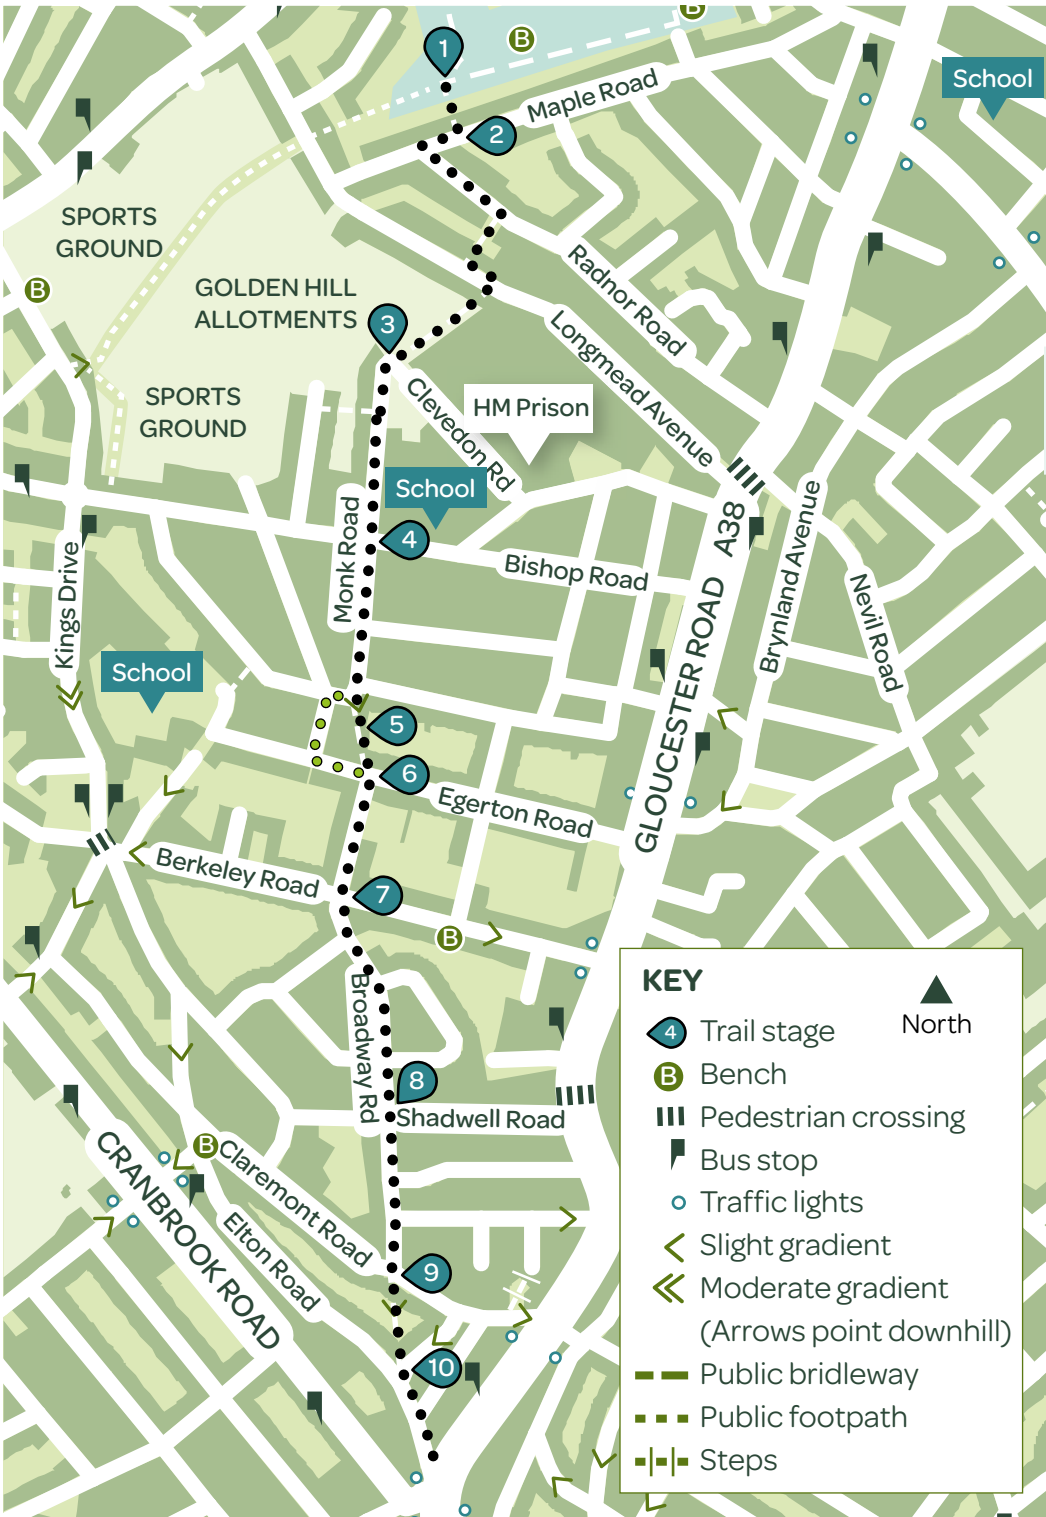 B
B
1
School
Maple Road
2
SPORTS
GROUND
Radnor Road
B
GOLDEN HILL
ALLOTMENTS
3
Longmead Avenue
SPORTS
GROUND
Clevedon Rd
HM Prison
School
Monk Road
4
A38
Bishop Road
Kings Drive
Brynland Avenue
Nevil Road
School
5
GLOUCESTER ROAD
6
Egerton Road
Berkeley Road
7
B
Broadway Rd
8
Shadwell Road
CRANBROOK ROAD
B
Claremont Road
Elton Road
9
10
KEY
North
4 Trail stage
B Bench
Pedestrian crossing
Bus stop
Traffic lights
Slight gradient
Moderate gradient
(Arrows point downhill)
Public bridleway
Public footpath
Steps